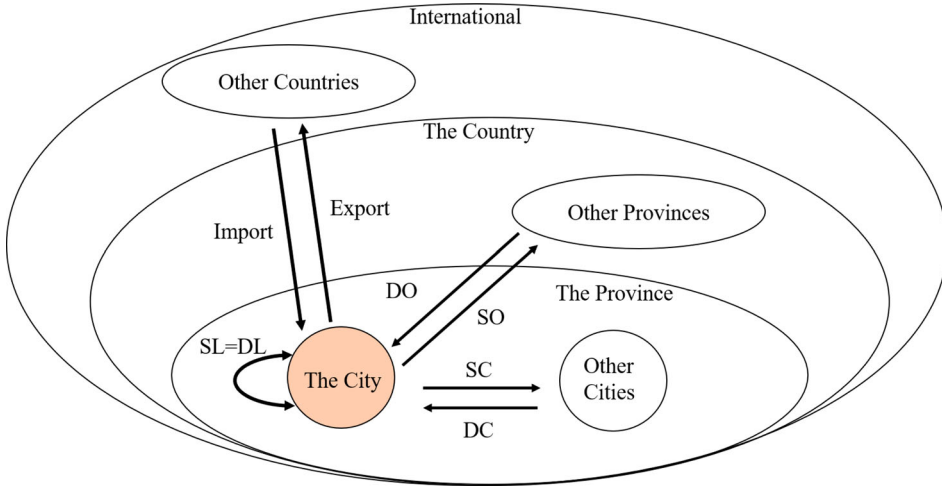 International
Other Countries
The Country
Export
Other Provinces
Import
DO
The Province
SO
SL=DL
Other
Cities
SC
The City
DC